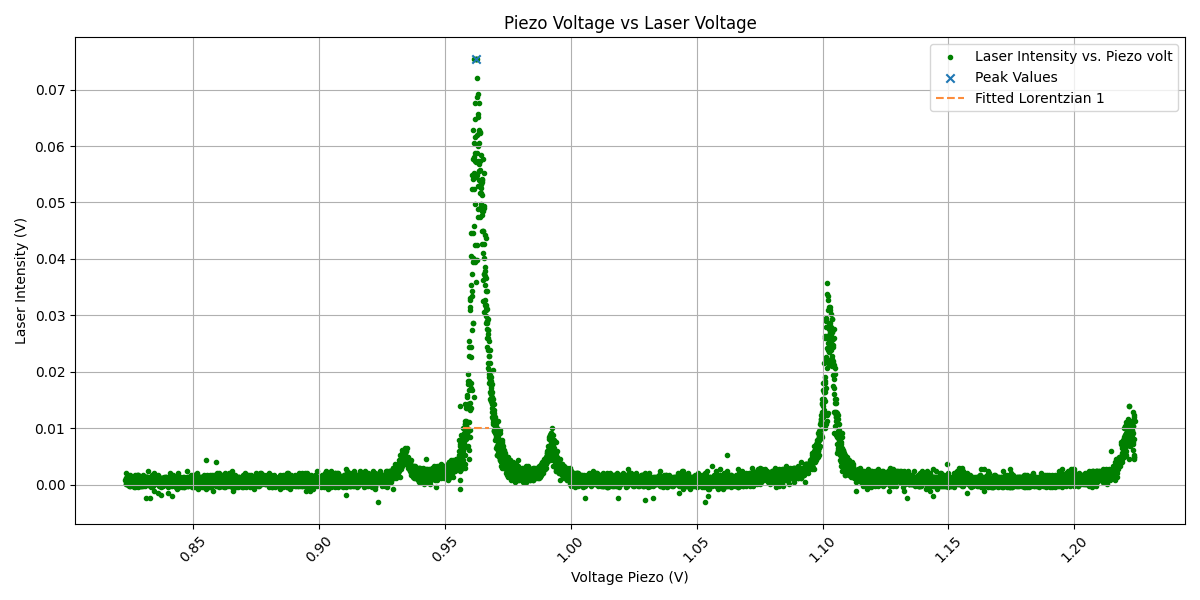 Piezo Voltage vs Laser Voltage
Laser Intensity vs. Piezo volt
Peak Values
Fitted Lorentzian 1
Laser Intensity (V)
0.07
0.06
0.05
0.04
0.03
0.02
0.01
0.00
0.85
0.90
0.95
1.00
1.05
1.10
1.15
1.20
Voltage Piezo (V)